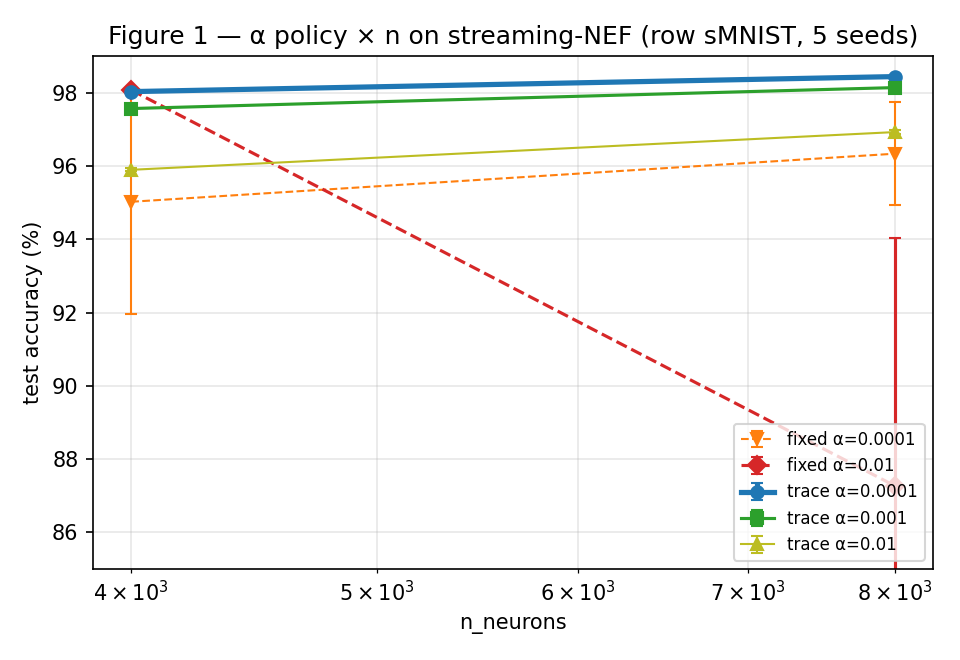 Figure 1 — α policy × n on streaming-NEF (row sMNIST, 5 seeds)
test accuracy (%)
98
96
94
92
90
88
86
fixed α=0.0001
fixed α=0.01
trace α=0.0001
trace α=0.001
trace α=0.01
4 × 10³
5 × 10³
6 × 10³
7 × 10³
8 × 10³
n_neurons